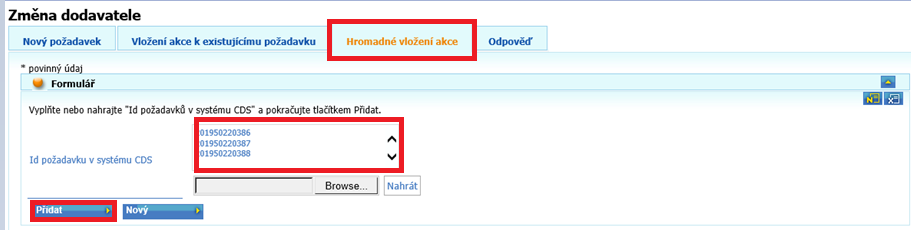 Změna dodavatele
Nový požadavek Vložení akce k existujícímu požadavku Hromadné vložení akce Odpověď
* povinný údaj
Formulář
Vyplňte nebo nahrajte "Id požadavků v systému CDS" a pokračujte tlačítkem Přidat.
Id požadavku v systému CDS
01950220386
01950220387
01950220388
Browse... Nahrát
Přidat Nový